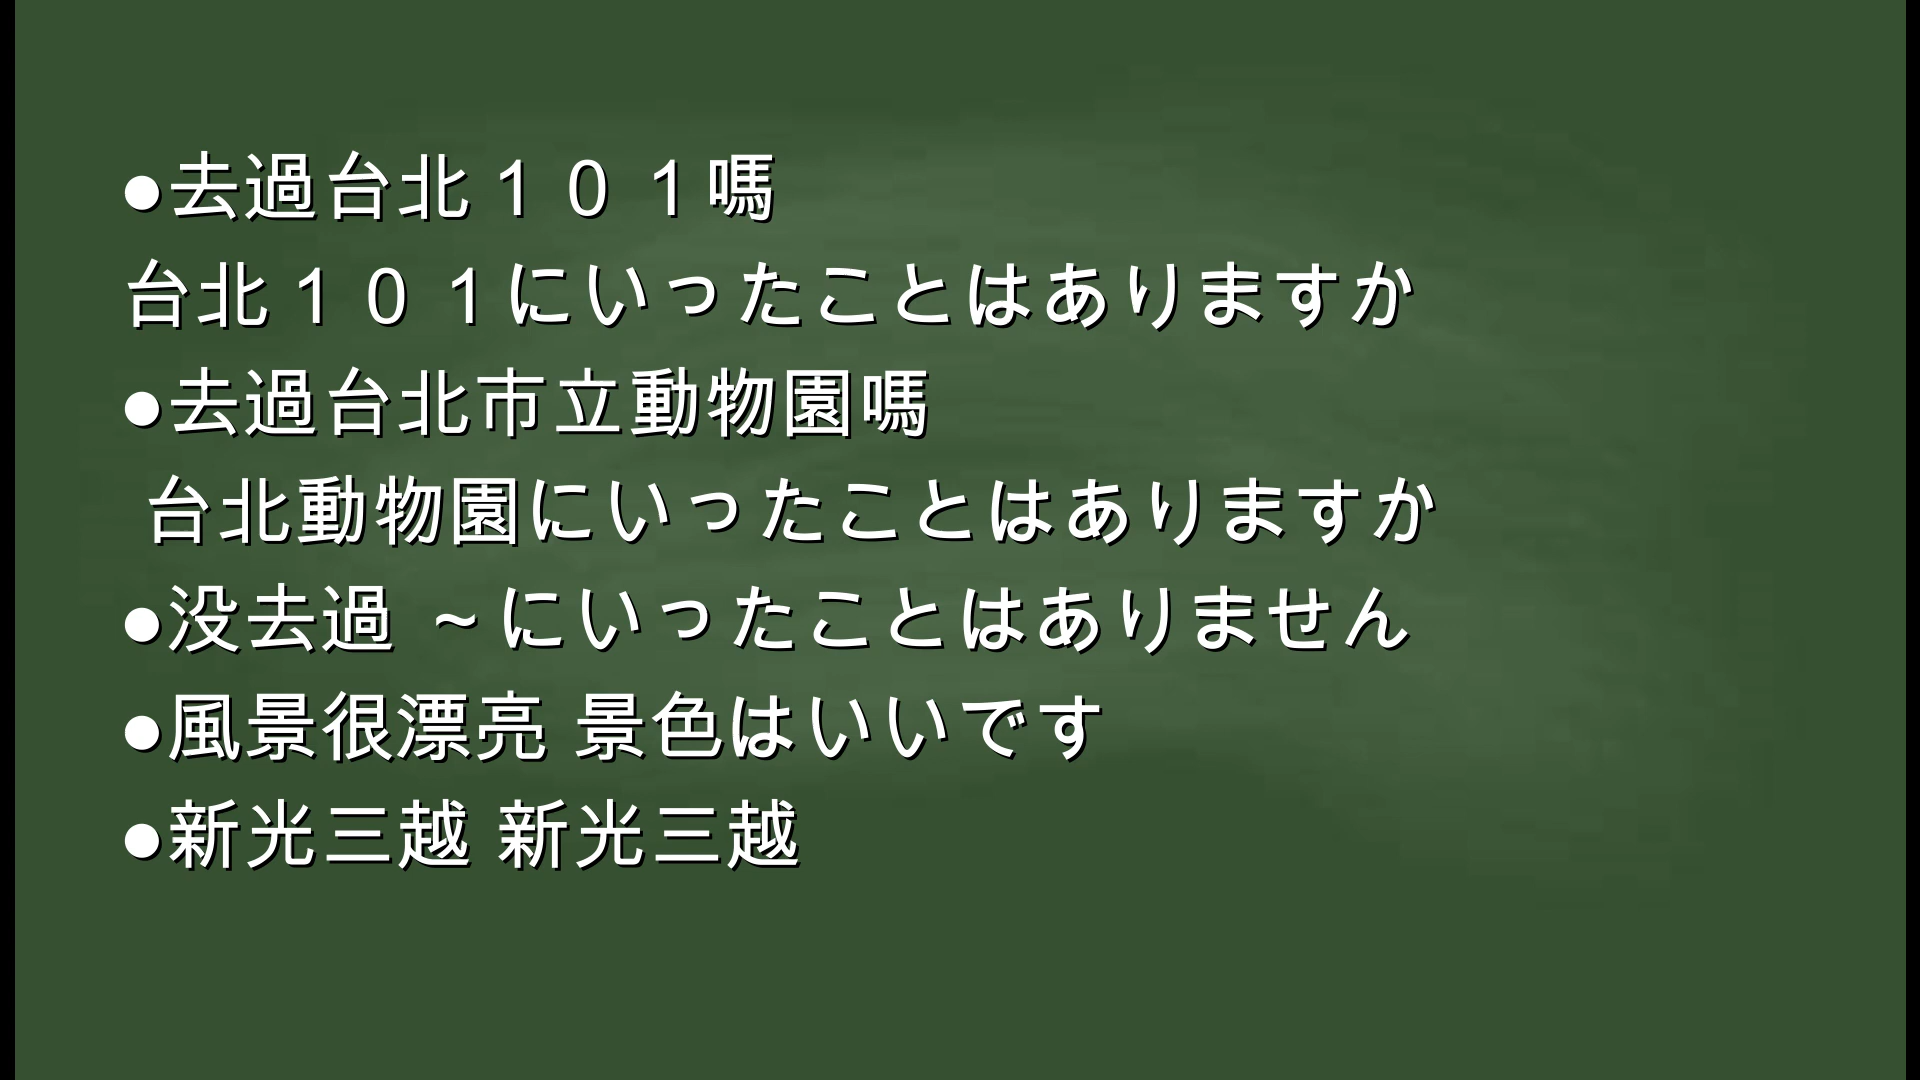 ●去過台北１０１嗎
台北１０１にいったことはありますか
●去過台北市立動物園嗎
台北動物園にいったことはありますか
●没去過 ~にいったことはありません
●風景很漂亮 景色はいいです
●新光三越 新光三越